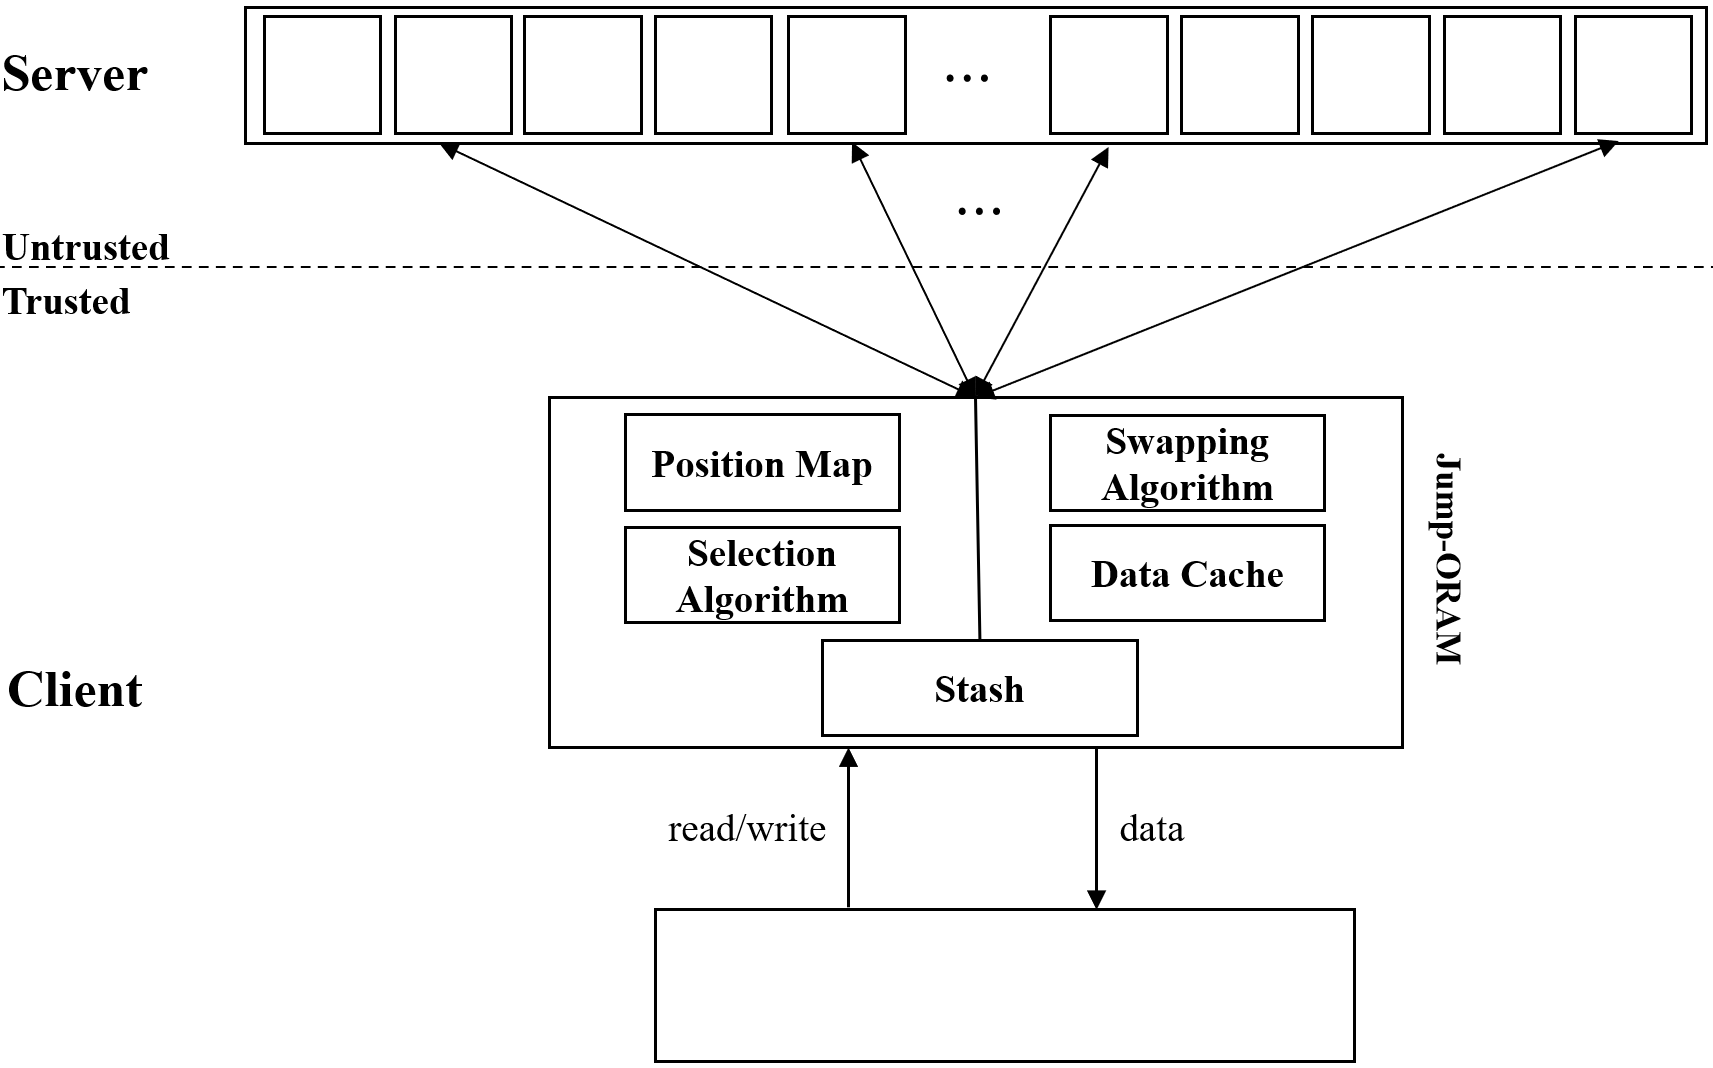 Server
...
...
Untrusted
Trusted
Position Map
Swapping
Algorithm
Selection
Algorithm
Data Cache
Jump-ORAM
Stash
Client
read/write
data